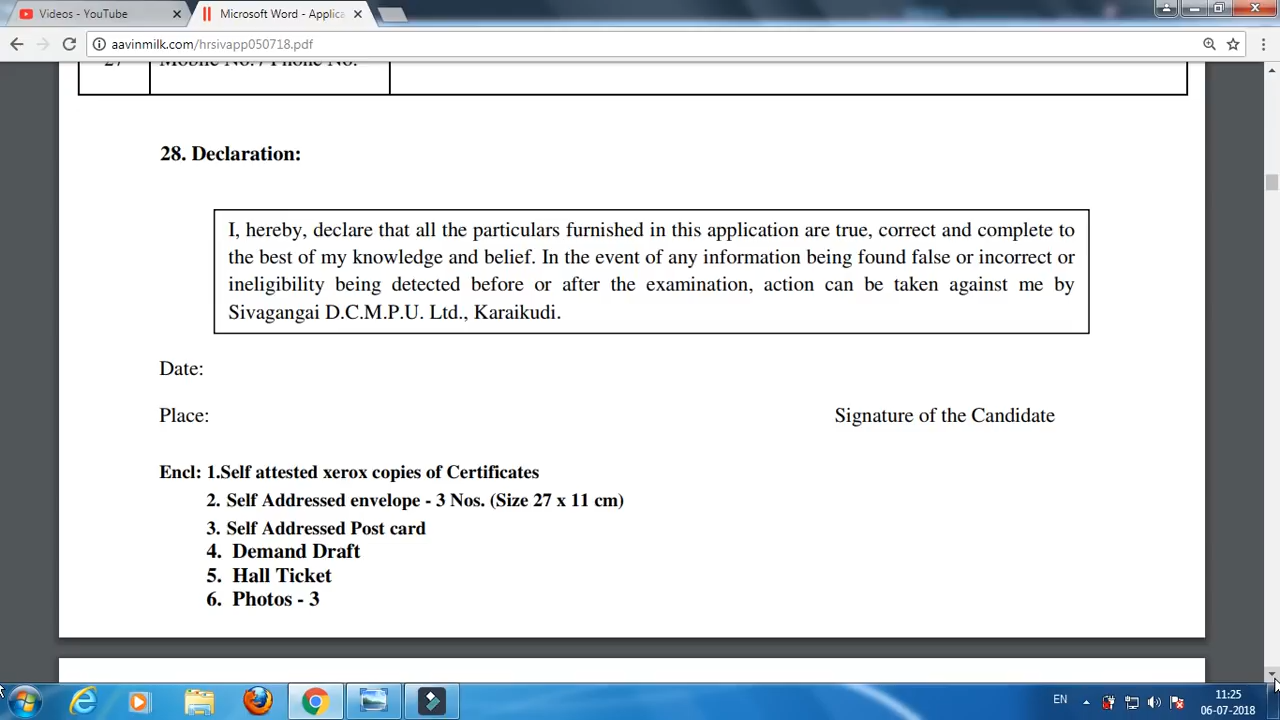 Videos - YouTube
Microsoft Word - Applica
aavinmilk.com/hrsivapp050718.pdf
27 Mobile No. / Phone No.
28. Declaration:
I, hereby, declare that all the particulars furnished in this application are true, correct and complete to
the best of my knowledge and belief. In the event of any information being found false or incorrect or
ineligibility being detected before or after the examination, action can be taken against me by
Sivagangai D.C.M.P.U. Ltd., Karaikudi.
Date:
Place: Signature of the Candidate
Encl: 1.Self attested xerox copies of Certificates
2. Self Addressed envelope - 3 Nos. (Size 27 x 11 cm)
3. Self Addressed Post card
4. Demand Draft
5. Hall Ticket
6. Photos - 3
EN
11:25
06-07-2018